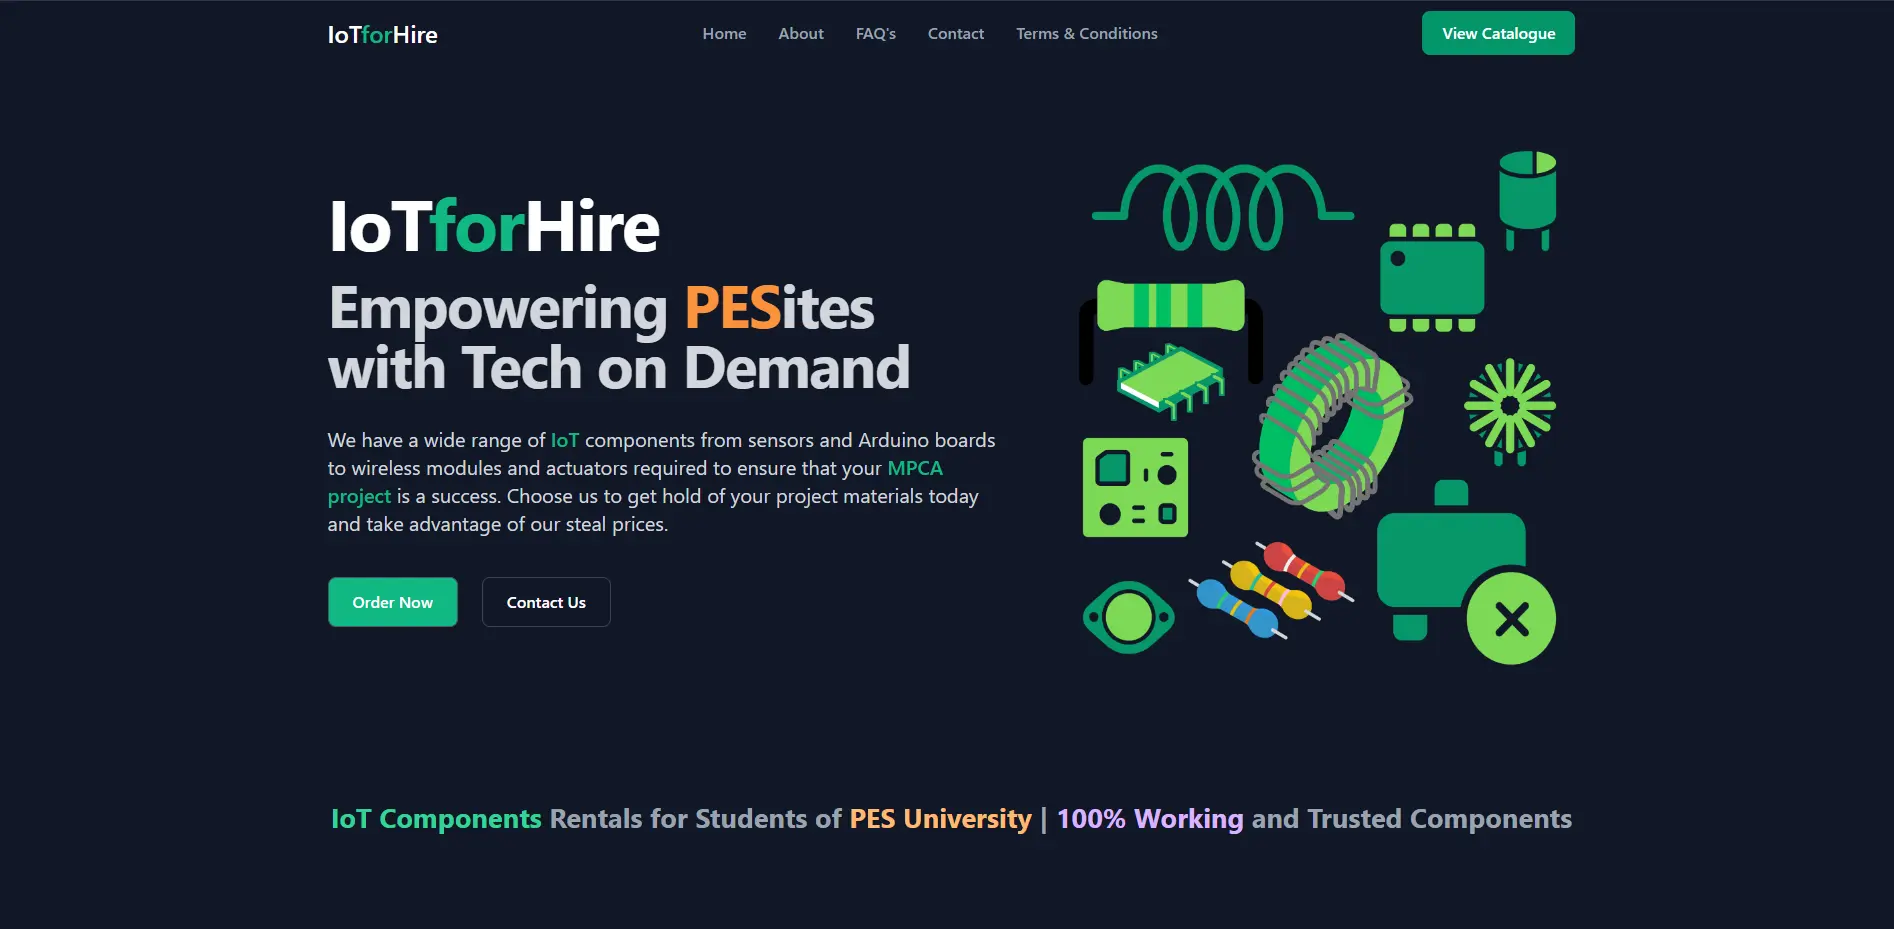 IoTforHire
Home About FAQ's Contact Terms & Conditions
View Catalogue
IoTforHire
Empowering PESites
with Tech on Demand
We have a wide range of IoT components from sensors and Arduino boards
to wireless modules and actuators required to ensure that your MPCA
project is a success. Choose us to get hold of your project materials today
and take advantage of our steal prices.
Order Now
Contact Us
IoT Components Rentals for Students of PES University | 100% Working and Trusted Components